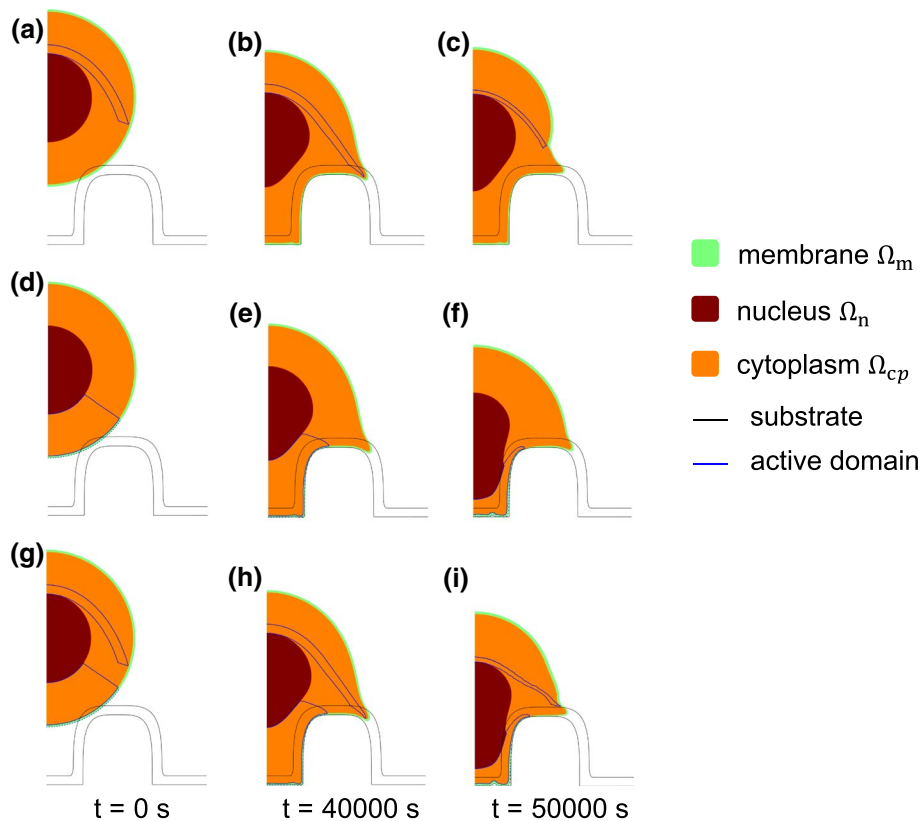 (a)
(b)
(c)
membrane Ωm
(d)
(e)
(f)
nucleus Ωn
cytoplasm Ωcp
substrate
active domain
(g)
(h)
(i)
t = 0 s
t = 40000 s
t = 50000 s